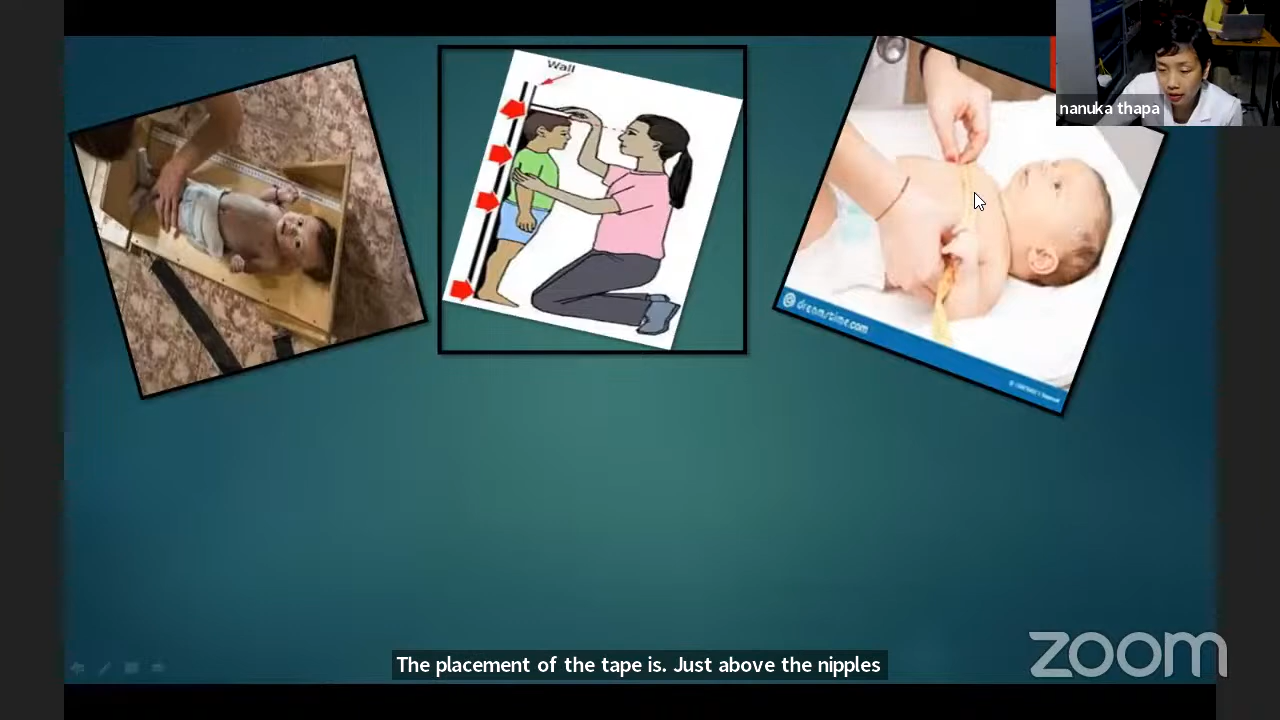 Wall
nanuka thapa
dreamstime.com
The placement of the tape is. Just above the nipples
zoom